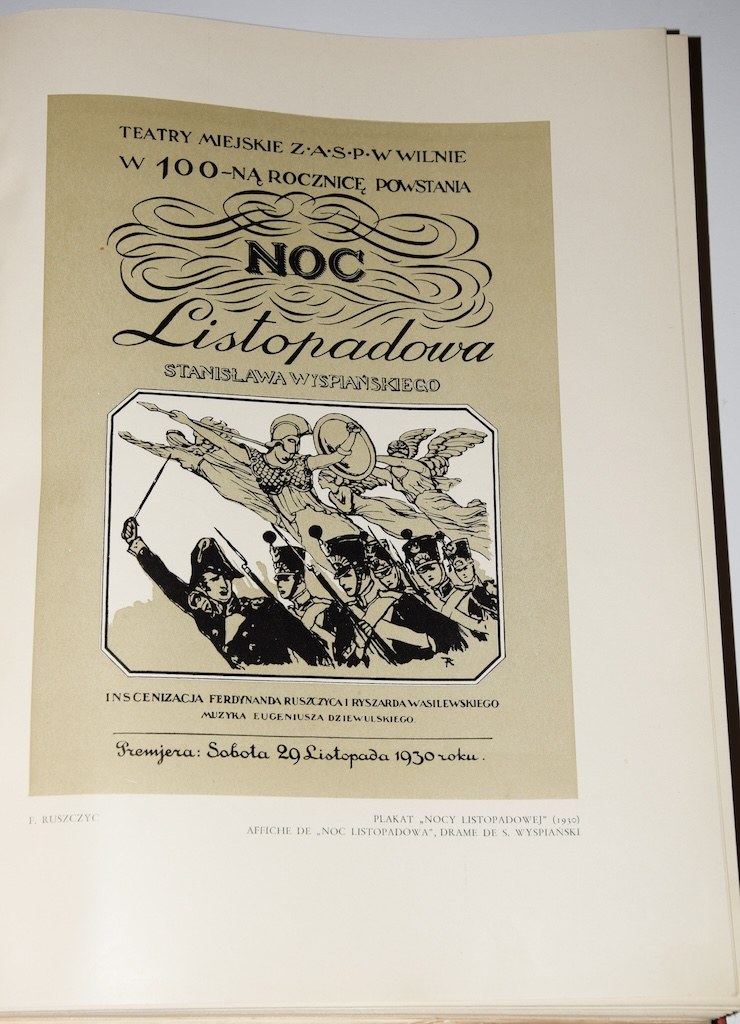 TEATRY MIEJSKIE Z·A·S·P·W WILNIE
W 100-NĄ ROCZNICĘ POWSTANIA
NOC
Listopadowa
STANISŁAWA WYSPIAŃSKIEGO
INSCENIZACJA FERDYNANDA RUSZCZYCA I RYSZARDA WASILEWSKIEGO
MUZYKA EUGENIUSZA DZIEWULSKIEGO.
Premjera: Sobota 29 Listopada 1930 roku.
F. RUSZCZYC
PLAKAT „NOCY LISTOPADOWEJ" (1930)
AFFICHE DE „NOC LISTOPADOWA", DRAME DE S. WYSPIAŃSKI